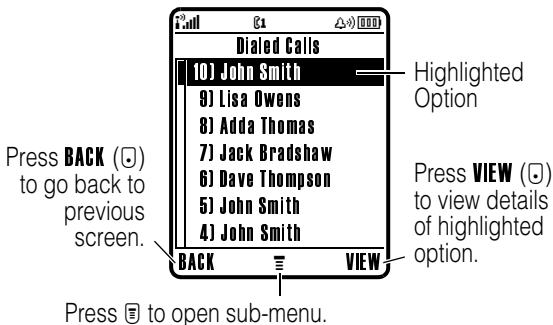 1
Dialed Calls
10) John Smith
9) Lisa Owens
8) Adda Thomas
7) Jack Bradshaw
6) Dave Thompson
5) John Smith
4) John Smith
BACK
VIEW
Highlighted
Option
Press BACK ( )
to go back to
previous
screen.
Press VIEW ( )
to view details
of highlighted
option.
Press to open sub-menu.